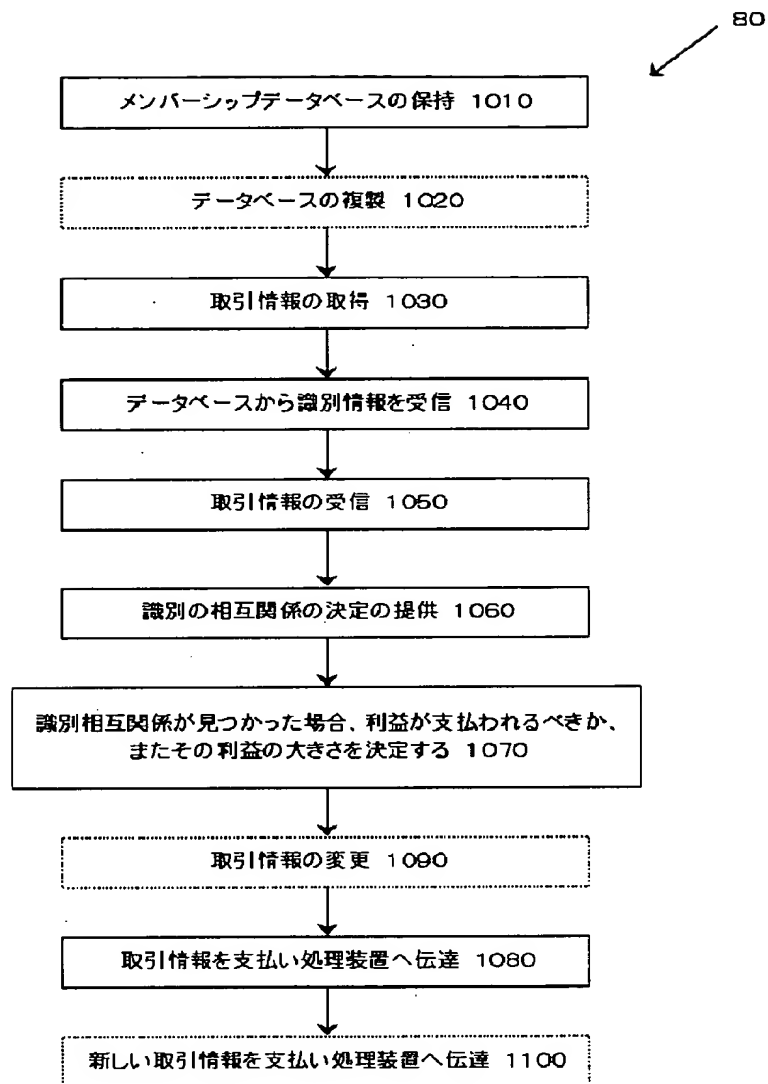 80
メンバーシップデータベースの保持 1010
データベースの複製 1020
取引情報の取得 1030
データベースから識別情報を受信 1040
取引情報の受信 1050
識別の相互関係の決定の提供 1060
識別相互関係が見つかった場合、利益が支払われるべきか、
またその利益の大きさを決定する 1070
取引情報の変更 1090
取引情報を支払い処理装置へ伝達 1080
新しい取引情報を支払い処理装置へ伝達 1100